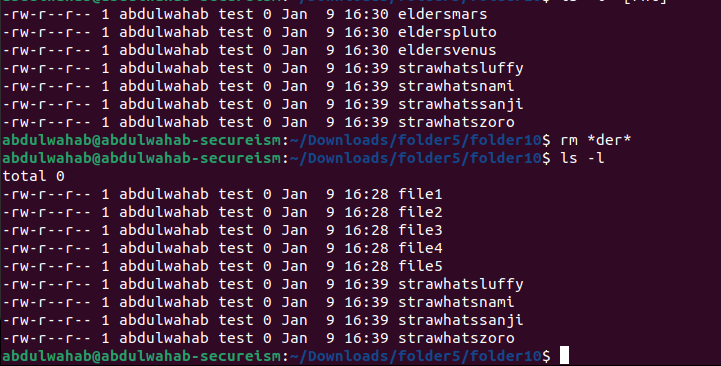 -rw-r--r-- 1 abdulwahab test 0 Jan  9 16:30 eldersmars
-rw-r--r-- 1 abdulwahab test 0 Jan  9 16:30 elderspluto
-rw-r--r-- 1 abdulwahab test 0 Jan  9 16:30 eldersvenus
-rw-r--r-- 1 abdulwahab test 0 Jan  9 16:39 strawhatsluffy
-rw-r--r-- 1 abdulwahab test 0 Jan  9 16:39 strawhatsnami
-rw-r--r-- 1 abdulwahab test 0 Jan  9 16:39 strawhatssanji
-rw-r--r-- 1 abdulwahab test 0 Jan  9 16:39 strawhatszoro
abdulwahab@abdulwahab-secureism:~/Downloads/folder5/folder10$ rm *der*
abdulwahab@abdulwahab-secureism:~/Downloads/folder5/folder10$ ls -l
total 0
-rw-r--r-- 1 abdulwahab test 0 Jan  9 16:28 file1
-rw-r--r-- 1 abdulwahab test 0 Jan  9 16:28 file2
-rw-r--r-- 1 abdulwahab test 0 Jan  9 16:28 file3
-rw-r--r-- 1 abdulwahab test 0 Jan  9 16:28 file4
-rw-r--r-- 1 abdulwahab test 0 Jan  9 16:28 file5
-rw-r--r-- 1 abdulwahab test 0 Jan  9 16:39 strawhatsluffy
-rw-r--r-- 1 abdulwahab test 0 Jan  9 16:39 strawhatsnami
-rw-r--r-- 1 abdulwahab test 0 Jan  9 16:39 strawhatssanji
-rw-r--r-- 1 abdulwahab test 0 Jan  9 16:39 strawhatszoro
abdulwahab@abdulwahab-secureism:~/Downloads/folder5/folder10$